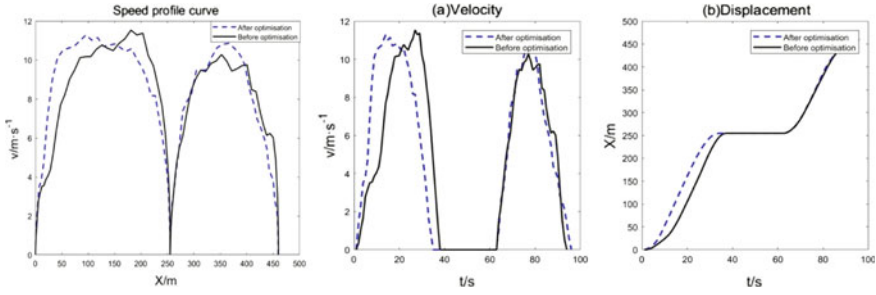 Speed profile curve
After optimisation
Before optimisation
v/m·s⁻¹
12
10
8
6
4
2
0
0 50 100 150 200 250 300 350 400 450 500
X/m
(a)Velocity
After optimisation
Before optimisation
v/m·s⁻¹
12
10
8
6
4
2
0
0 20 40 60 80 100
t/s
(b)Displacement
After optimisation
Before optimisation
X/m
500
450
400
350
300
250
200
150
100
50
0
0 20 40 60 80 100
t/s